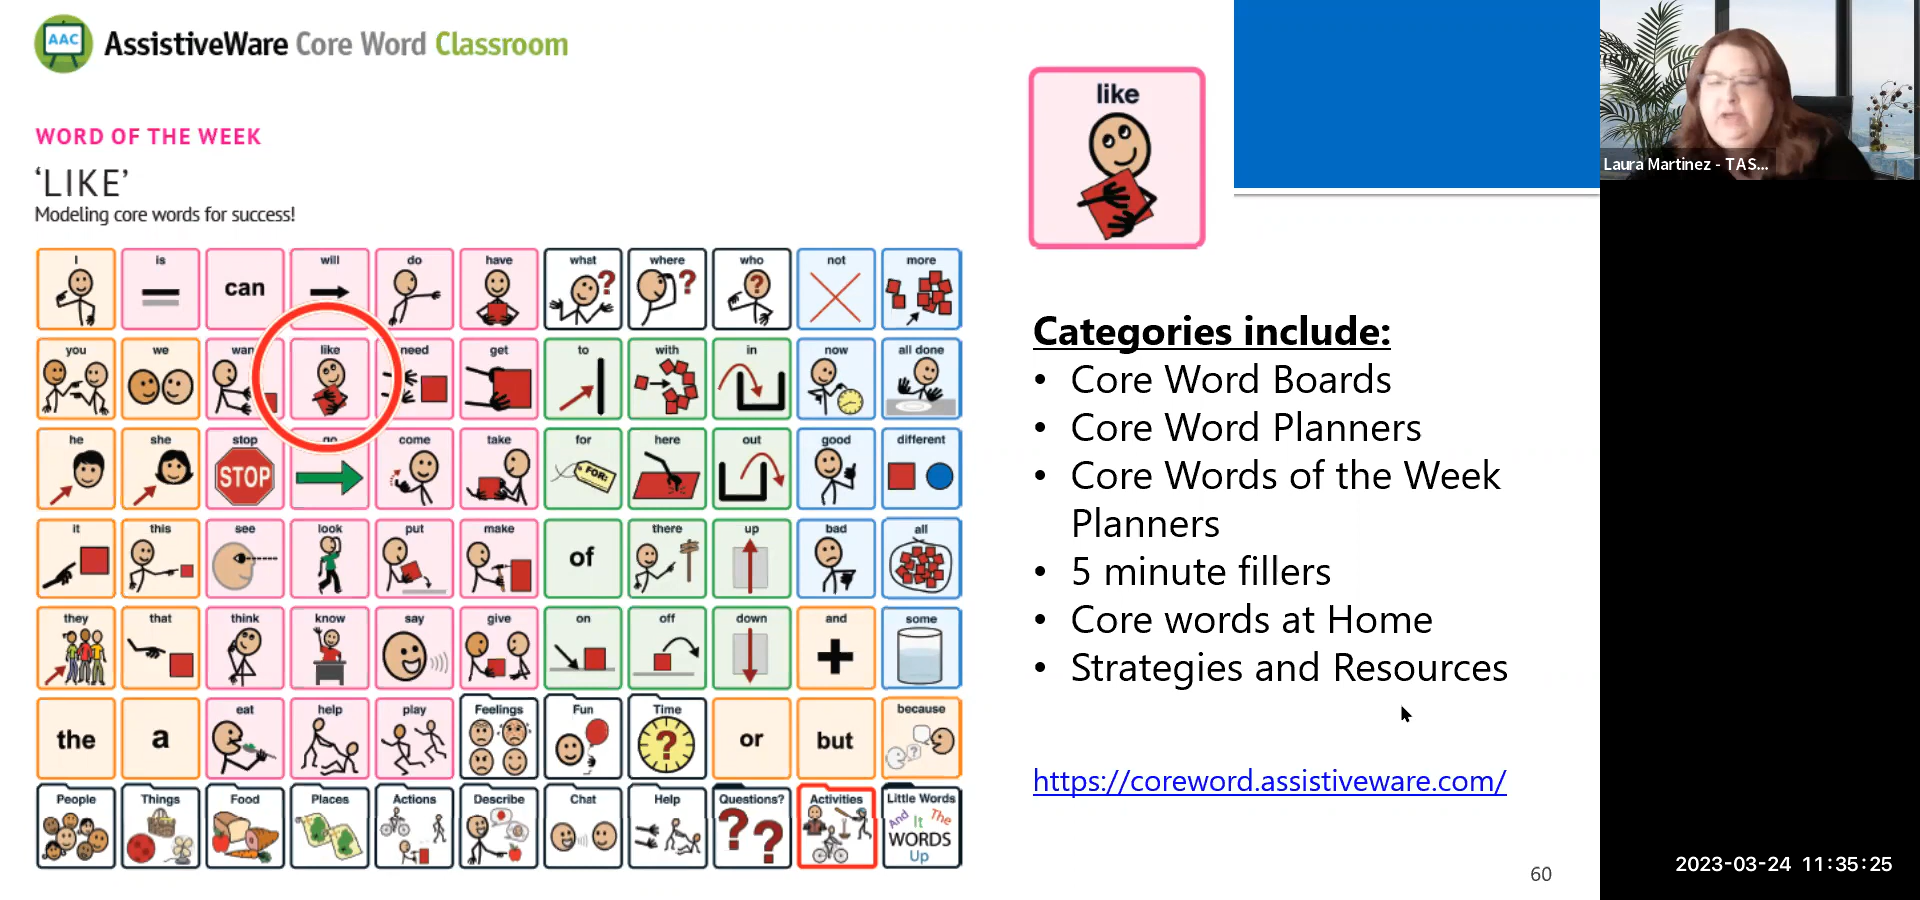 AAC
AssistiveWare Core Word Classroom
WORD OF THE WEEK
‘LIKE’
Modeling core words for success!
I is can will do have what where who not more
you we wan like need get to with in now all done
he she stop go come take for here out good different
STOP
FOR:
it this see look put make of there up bad all
they that think know say give on off down and some
the a eat help play Feelings Fun Time or but because
People Things Food Places Actions Describe Chat Help Questions? Activities Little Words
And It The
WORDS
Up
like
Categories include:
• Core Word Boards
• Core Word Planners
• Core Words of the Week
Planners
• 5 minute fillers
• Core words at Home
• Strategies and Resources
https://coreword.assistiveware.com/
60
Laura Martinez - TAS...
2023-03-24 11:35:25